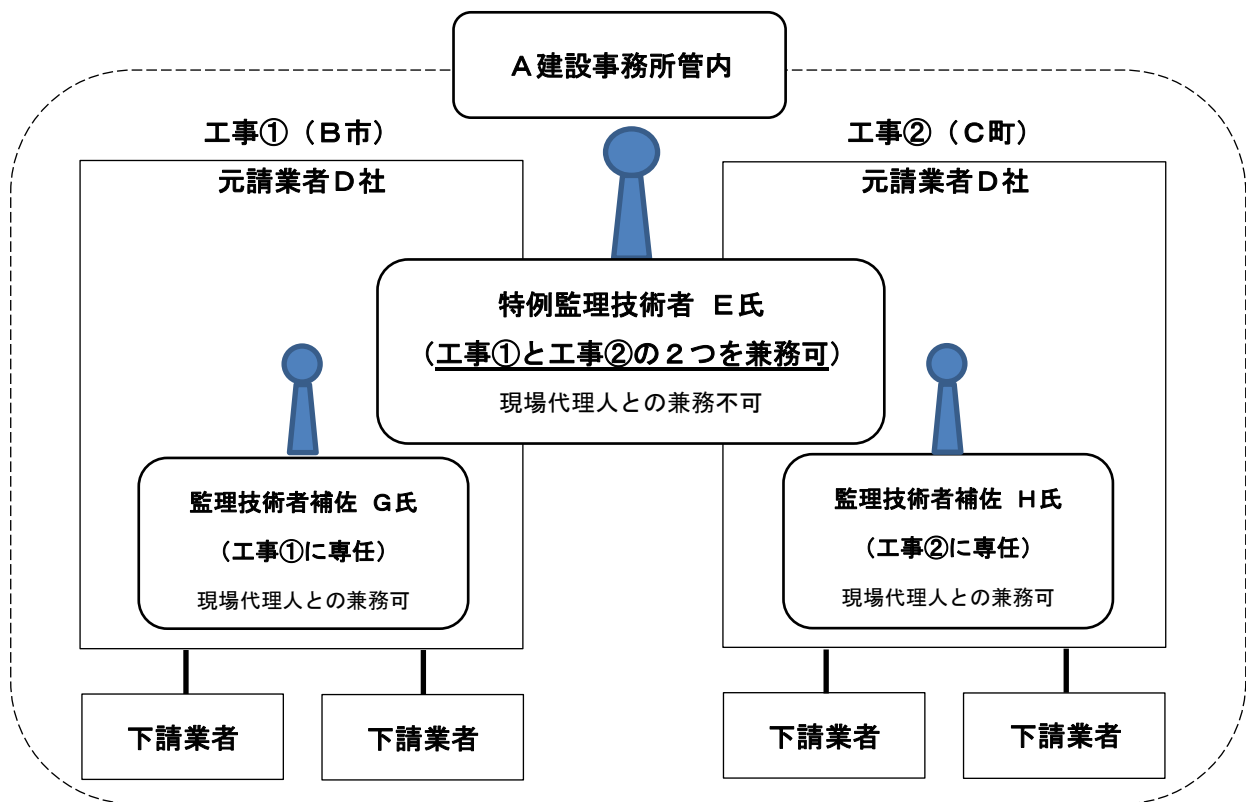 A建設事務所管内
工事①（B市）
元請業者D社
工事②（C町）
元請業者D社
特例監理技術者 E氏
（工事①と工事②の２つを兼務可）
現場代理人との兼務不可
監理技術者補佐 G氏
（工事①に専任）
現場代理人との兼務可
監理技術者補佐 H氏
（工事②に専任）
現場代理人との兼務可
下請業者
下請業者
下請業者
下請業者